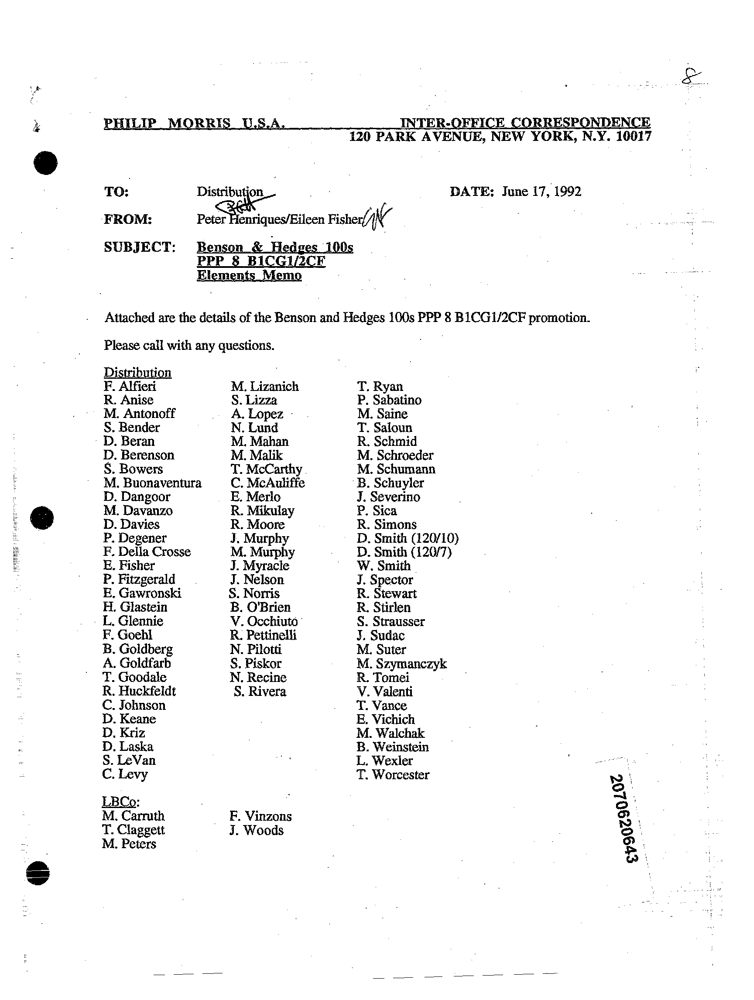 8
PHILIP MORRIS U.S.A. INTER-OFFICE CORRESPONDENCE
120 PARK AVENUE, NEW YORK, N.Y. 10017
TO: Distribution DATE: June 17, 1992
FROM: Peter Henriques/Eileen Fisher
SUBJECT: Benson & Hedges 100s
PPP 8 B1CG1/2CF
Elements Memo
Attached are the details of the Benson and Hedges 100s PPP 8 B1CG1/2CF promotion.
Please call with any questions.
Distribution
F. Alfieri M. Lizanich T. Ryan
R. Anise S. Lizza P. Sabatino
M. Antonoff A. Lopez M. Saine
S. Bender N. Lund T. Saloun
D. Beran M. Mahan R. Schmid
D. Berenson M. Malik M. Schroeder
S. Bowers T. McCarthy M. Schumann
M. Buonaventura C. McAuliffe B. Schuyler
D. Dangoor E. Merlo J. Severino
M. Davanzo R. Mikulay P. Sica
D. Davies R. Moore R. Simons
P. Degener J. Murphy D. Smith (120/10)
F. Della Crosse M. Murphy D. Smith (120/7)
E. Fisher J. Myracle W. Smith
P. Fitzgerald J. Nelson J. Spector
E. Gawronski S. Norris R. Stewart
H. Glastein B. O'Brien R. Stirlen
L. Glennie V. Occhiuto S. Strausser
F. Goehl R. Pettinelli J. Sudac
B. Goldberg N. Pilotti M. Suter
A. Goldfarb S. Piskor M. Szymanczyk
T. Goodale N. Recine R. Tomei
R. Huckfeldt S. Rivera V. Valenti
C. Johnson T. Vance
D. Keane E. Vichich
D. Kriz M. Walchak
D. Laska B. Weinstein
S. LeVan L. Wexler
C. Levy T. Worcester
LBCo:
M. Carruth F. Vinzons
T. Claggett J. Woods
M. Peters
2070620643